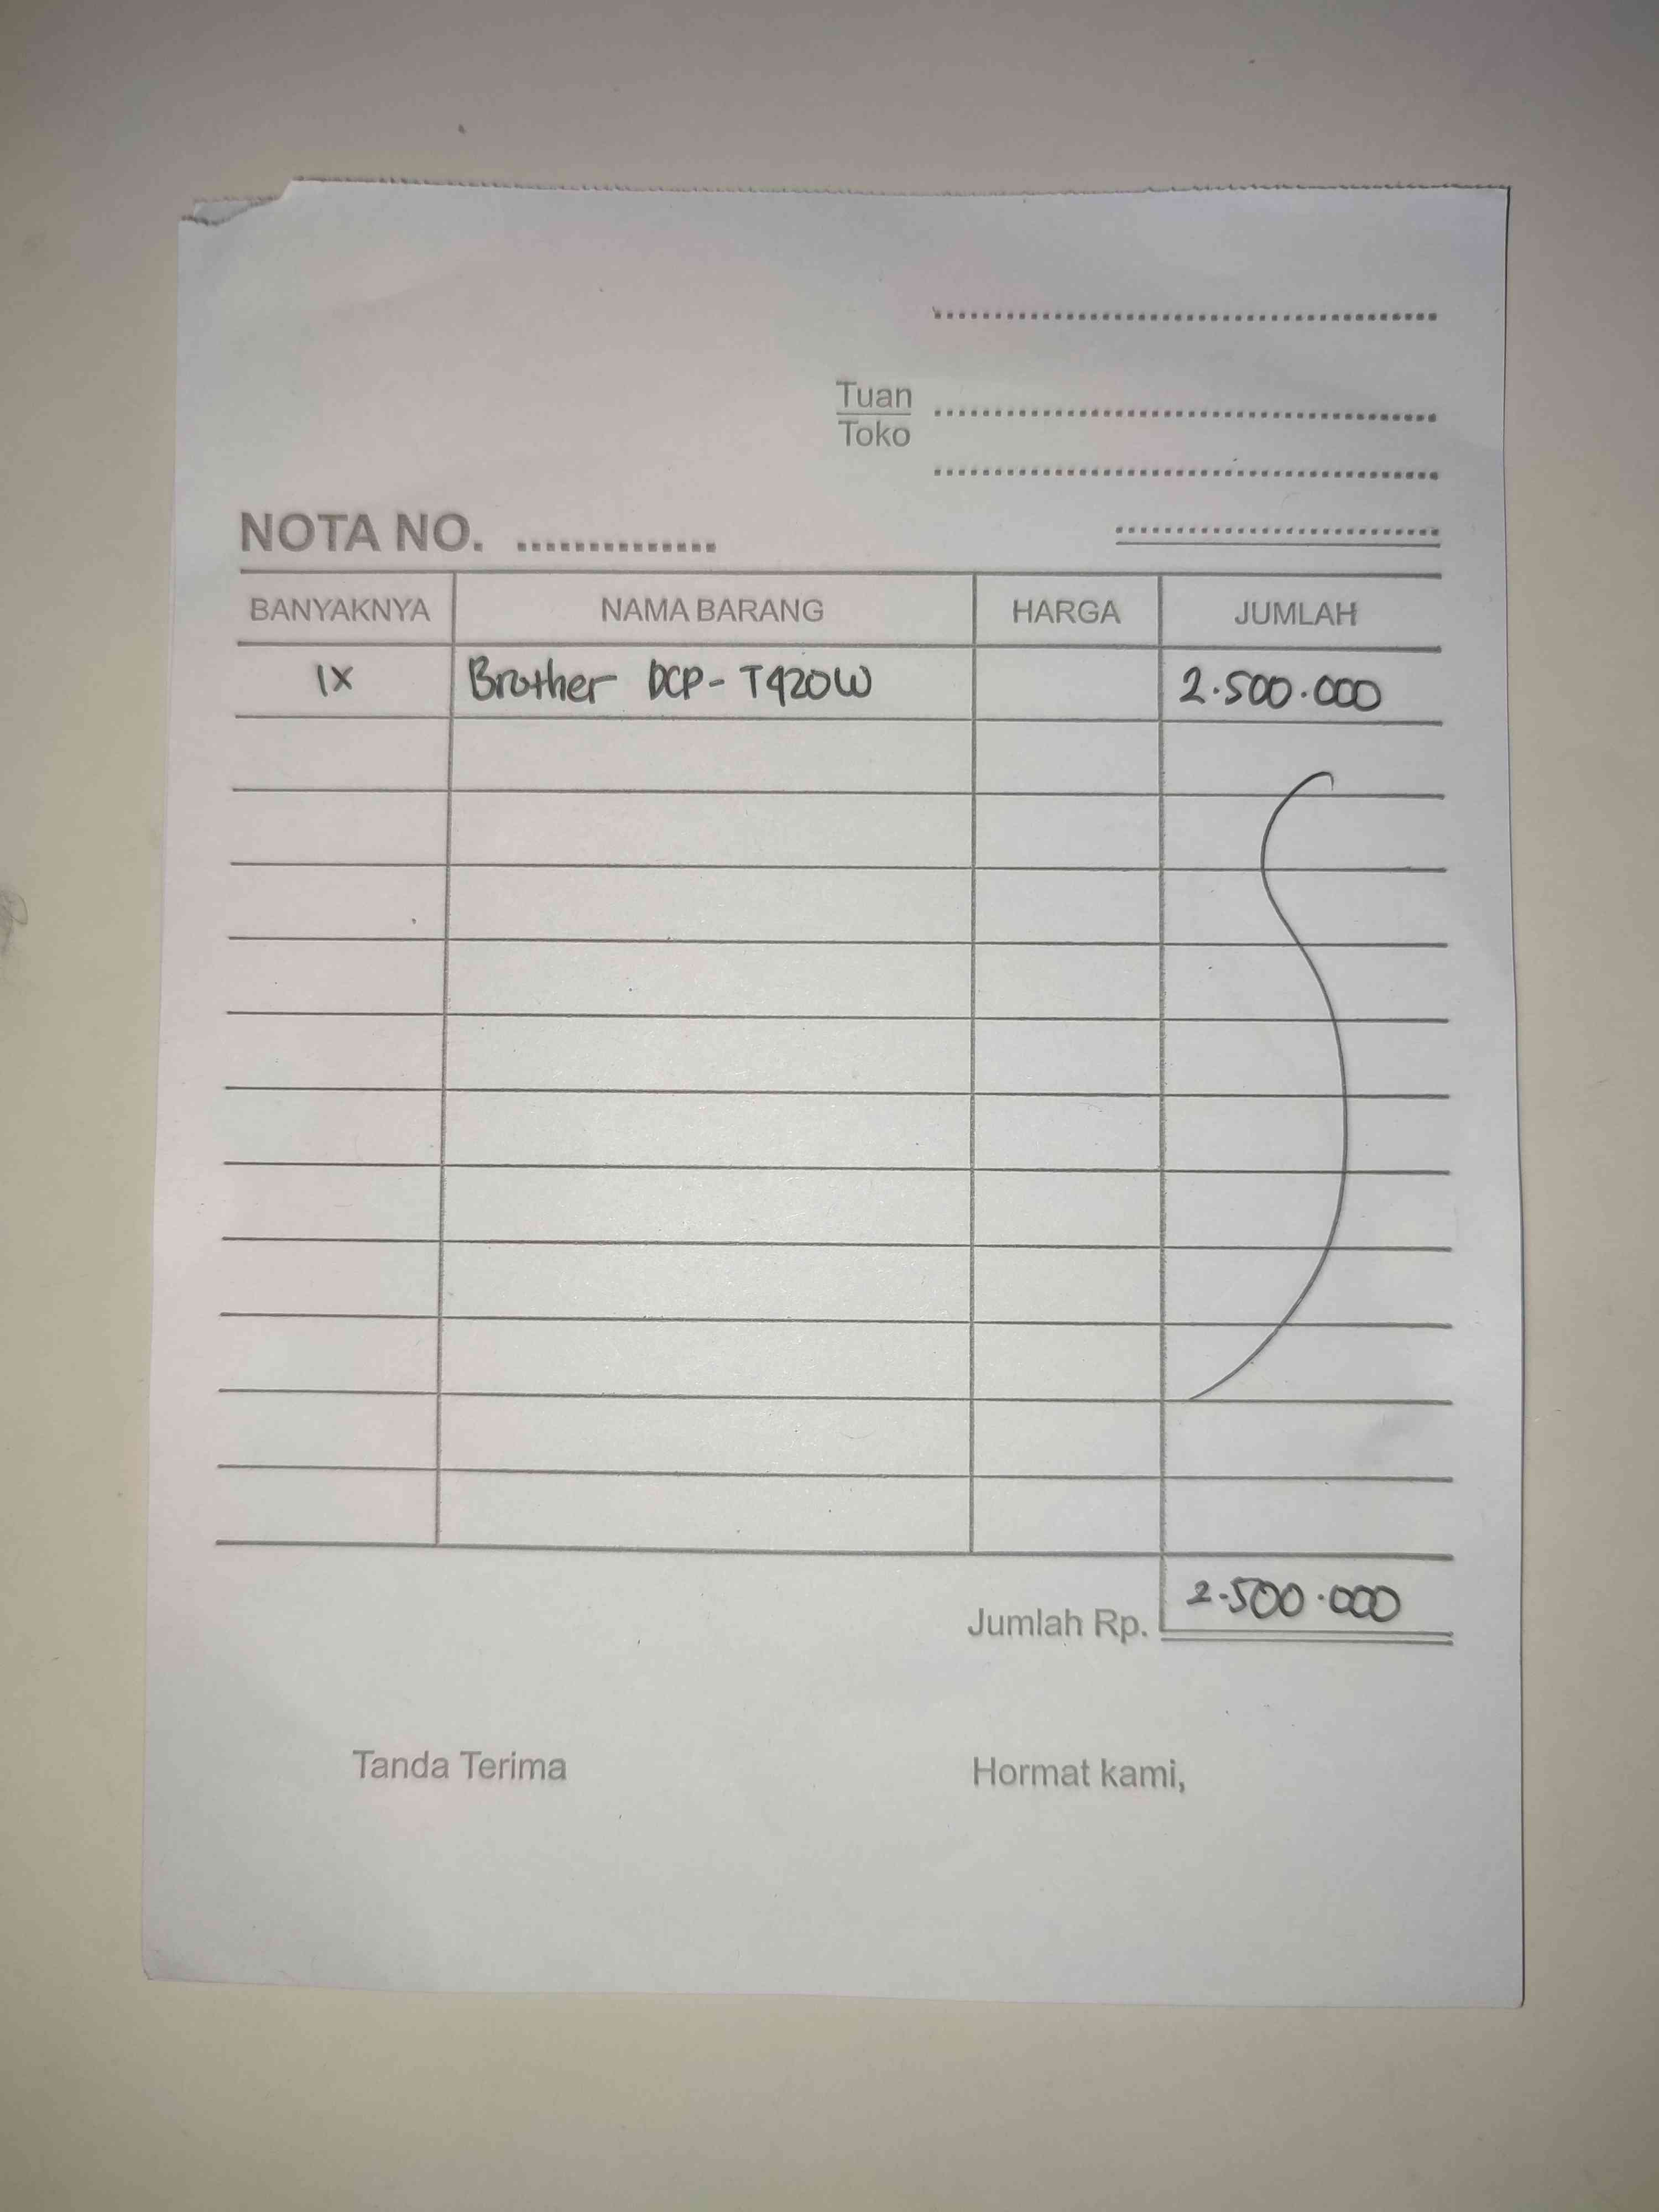 Tuan
Toko
NOTA NO. ..............
BANYAKNYA NAMA BARANG HARGA JUMLAH
1X Brother DCP-T420W 2.500.000
Jumlah Rp. 2.500.000
Tanda Terima Hormat kami,